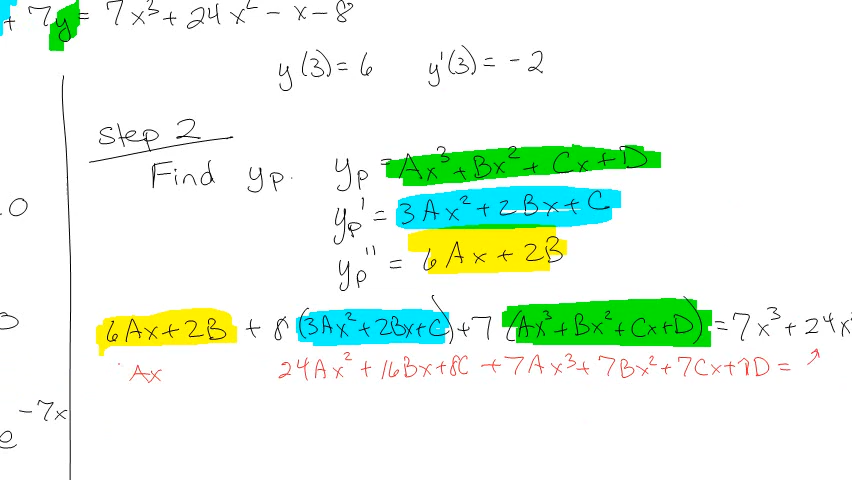 + 7y = 7x³ + 24x² - x - 8
y(3) = 6 y'(3) = -2
Step 2
Find yp. yp = Ax³ + Bx² + Cx + D
.0
yp' = 3Ax² + 2Bx + C
yp'' = 6Ax + 2B
6Ax + 2B + 8(3Ax² + 2Bx + C) + 7(Ax³ + Bx² + Cx + D) = 7x³ + 24x²
Ax 24Ax² + 16Bx + 8C + 7Ax³ + 7Bx² + 7Cx + 7D = ↗
e^-7x